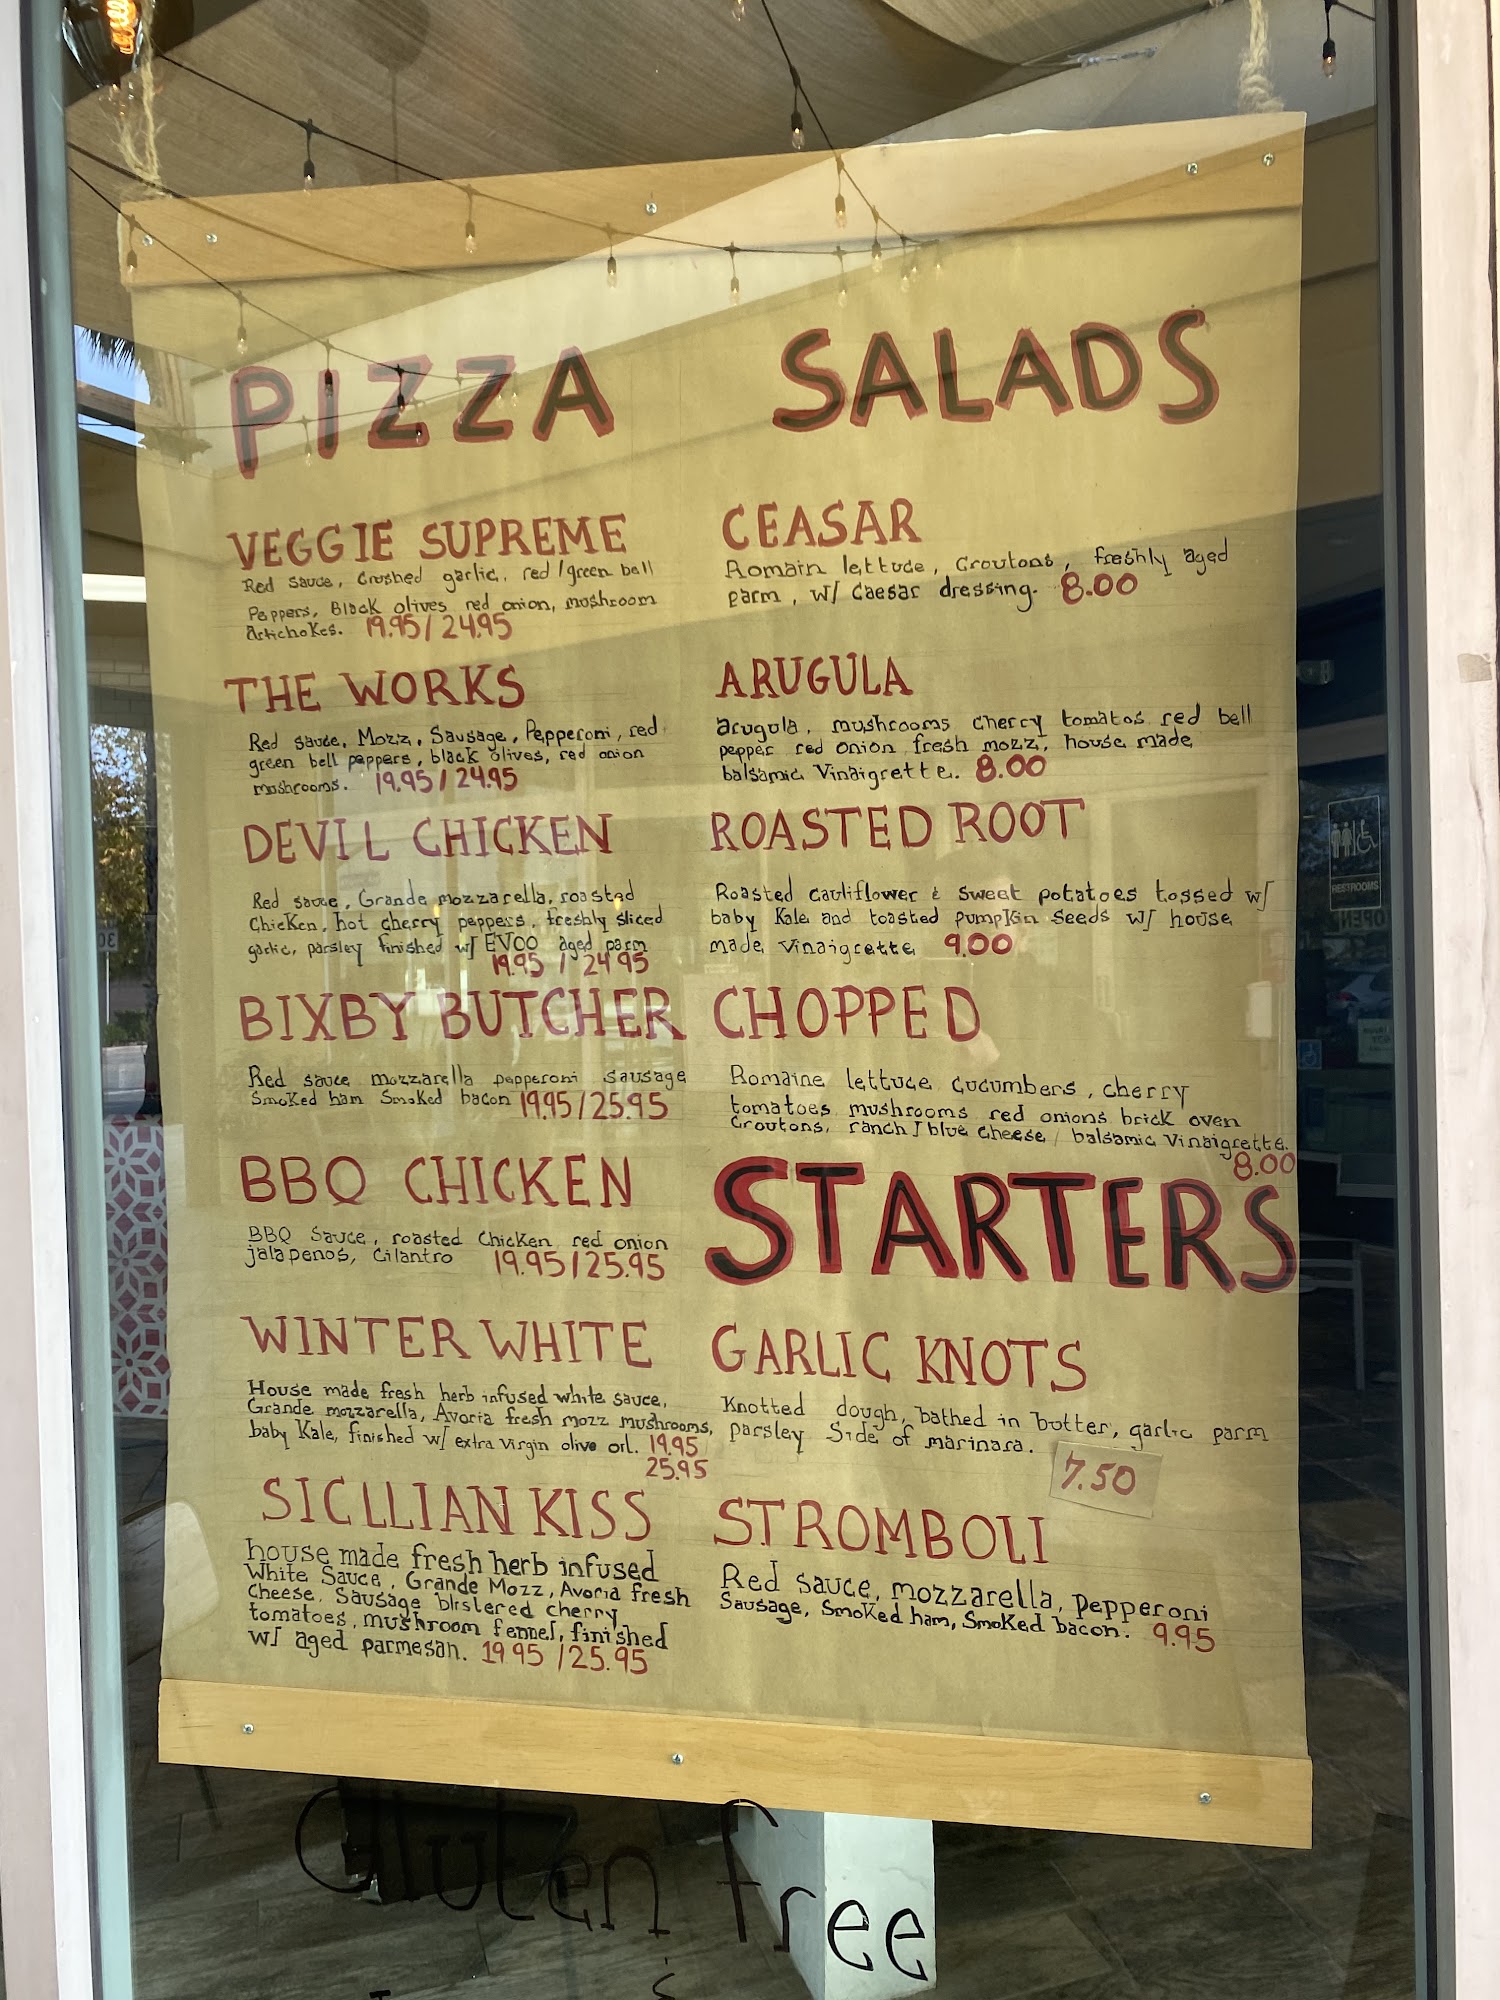 PIZZA
VEGGIE SUPREME
Red sauce, crushed garlic, red/green bell
Peppers, Black olives red onion, mushroom
Artichokes. 19.95/24.95
THE WORKS
Red sauce, Mozz, Sausage, Pepperoni, red
green bell peppers, black olives, red onion
mushrooms. 19.95/24.95
DEVIL CHICKEN
Red sauce, Grande mozzarella, roasted
Chicken, hot cherry peppers, freshly sliced
garlic, parsley finished w/ EVOO aged parm
19.95 / 24.95
BIXBY BUTCHER
Red sauce mozzarella pepperoni sausage
Smoked ham Smoked bacon 19.95/25.95
BBQ CHICKEN
BBQ Sauce, roasted Chicken red onion
jalapenos, Cilantro 19.95/25.95
WINTER WHITE
House made fresh herb infused white sauce,
Grande mozzarella, Avoria fresh mozz mushrooms,
baby Kale, finished w/ extra virgin olive oil. 19.95
25.95
SICLLIAN KISS
house made fresh herb infused
White Sauce, Grande Mozz, Avoria fresh
Cheese, Sausage blistered cherry
tomatoes, mushroom fennel, finished
w/ aged parmesan. 19.95 /25.95
SALADS
CEASAR
Romain lettuce, Croutons, freshly aged
parm, w/ Caesar dressing. 8.00
ARUGULA
arugula, mushrooms cherry tomatos red bell
pepper red onion fresh mozz, house made
balsamic Vinaigrette. 8.00
ROASTED ROOT
Roasted Cauliflower & Sweet potatoes tossed w/
baby Kale and toasted pumpkin seeds w/ house
made vinaigrette 9.00
CHOPPED
Romaine lettuce cucumbers, cherry
tomatoes mushrooms red onions brick oven
Croutons, ranch/blue cheese/balsamic vinaigrette.
8.00
STARTERS
GARLIC KNOTS
Knotted dough, bathed in butter, garlic parm
parsley Side of marinara.
7.50
STROMBOLI
Red sauce, mozzarella, pepperoni
Sausage, Smoked ham, Smoked bacon. 9.95
Gluten free
RESTROOMS
OPEN
30